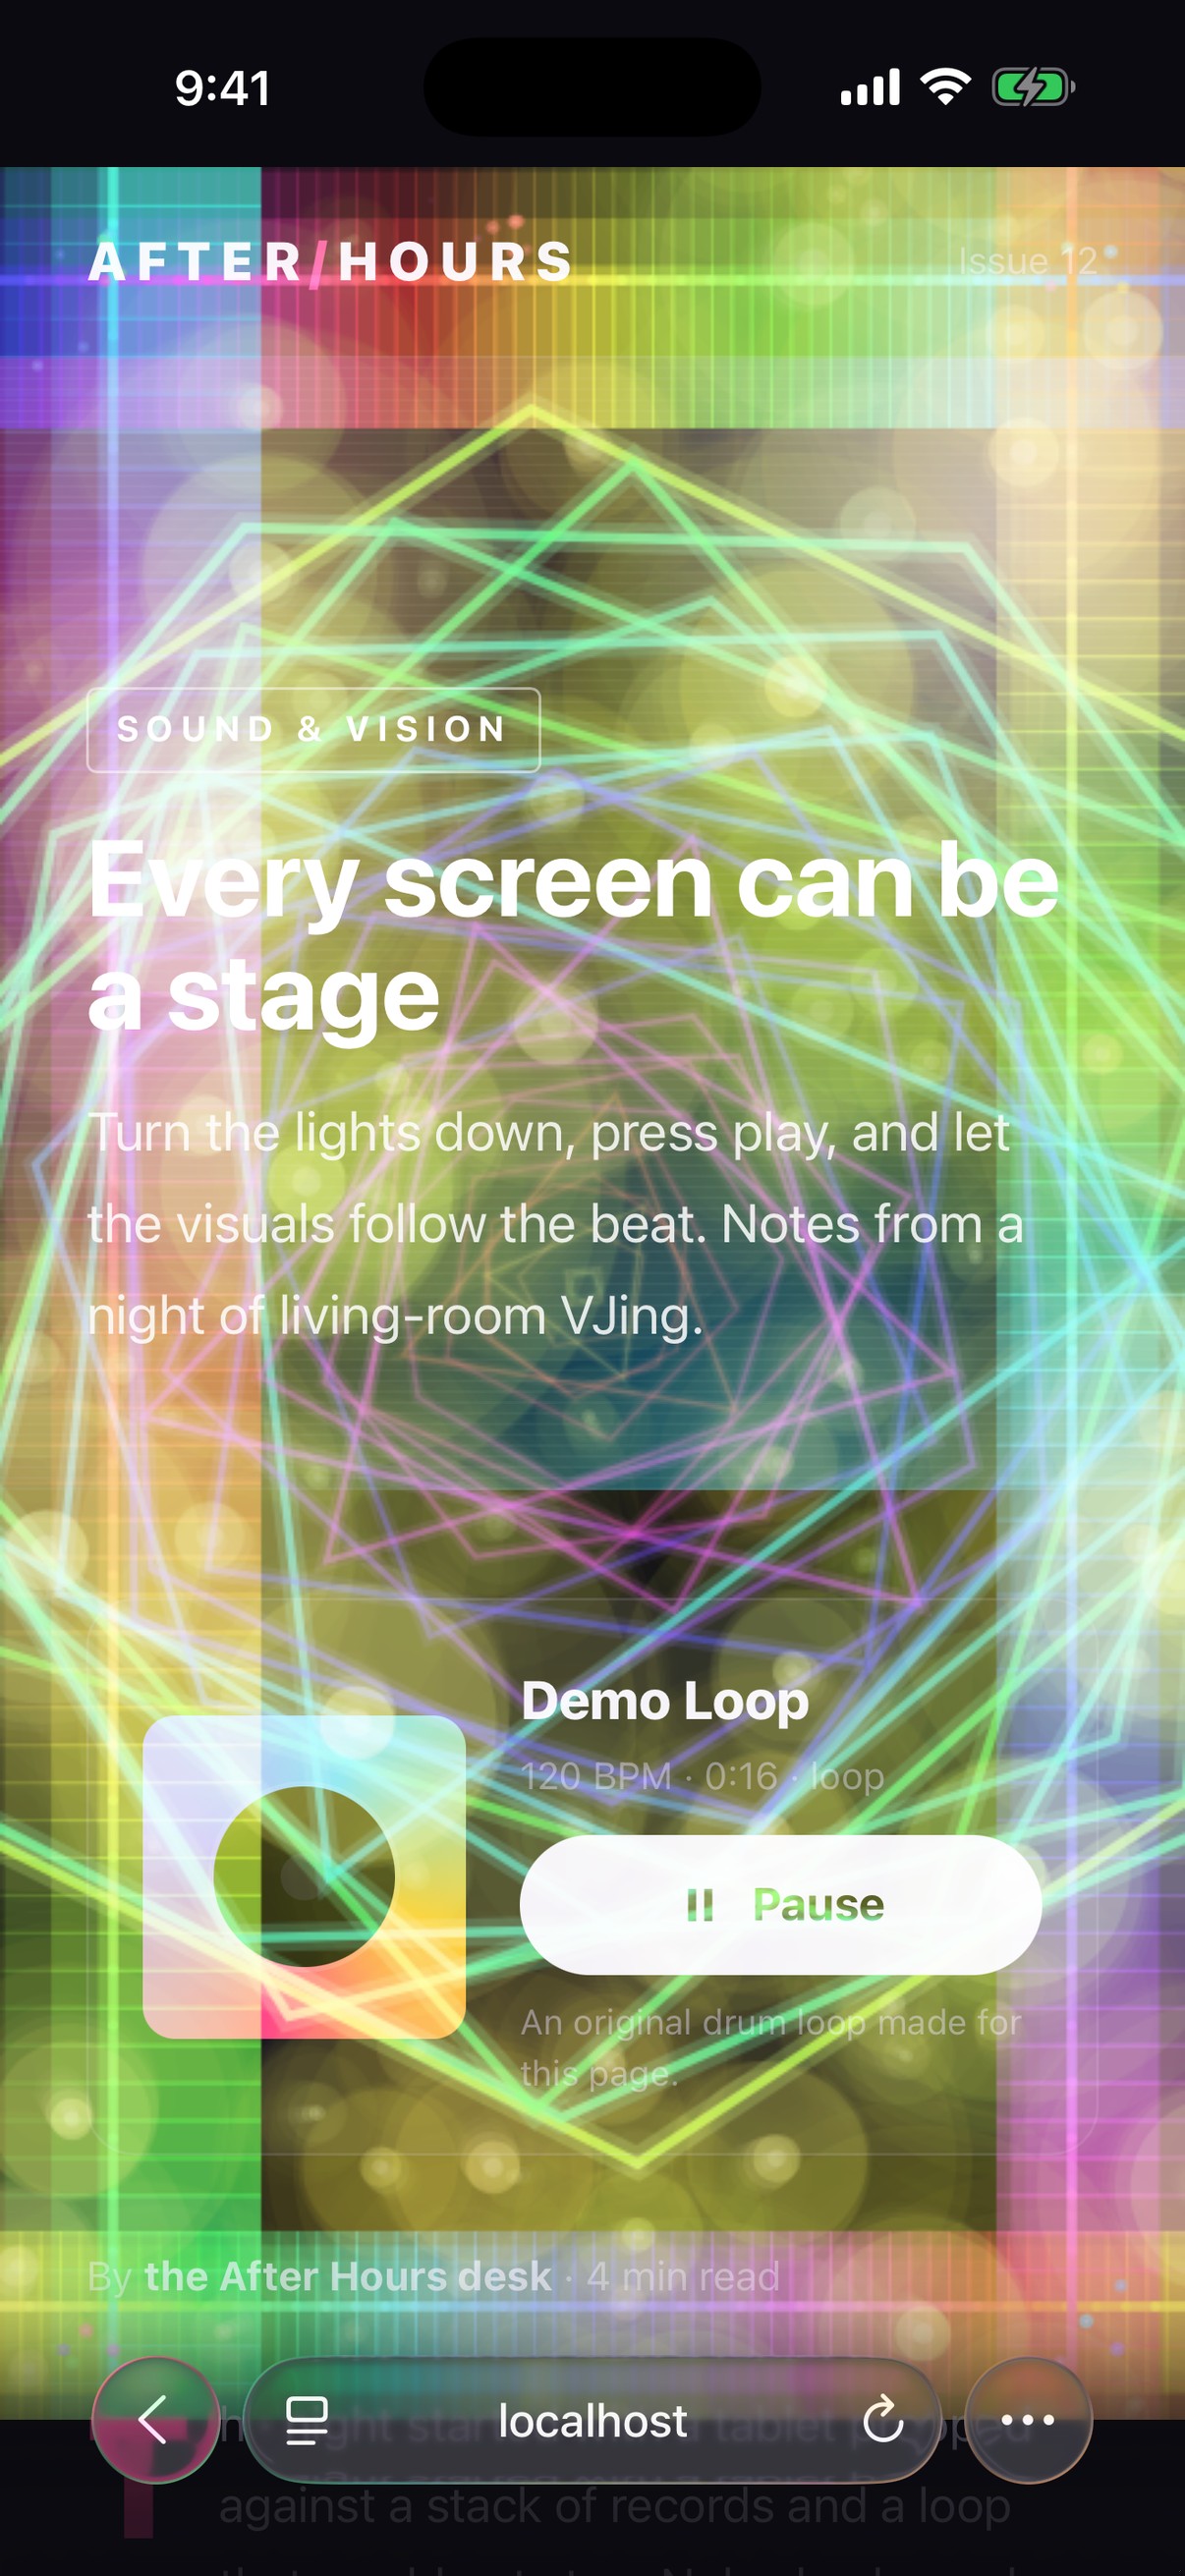 9:41
AFTER/HOURS
Issue 12
SOUND & VISION
Every screen can be
a stage
Turn the lights down, press play, and let
the visuals follow the beat. Notes from a
night of living-room VJing.
Demo Loop
120 BPM · 0:16 · loop
Pause
An original drum loop made for
this page.
By the After Hours desk · 4 min read
localhost
against a stack of records and a loop